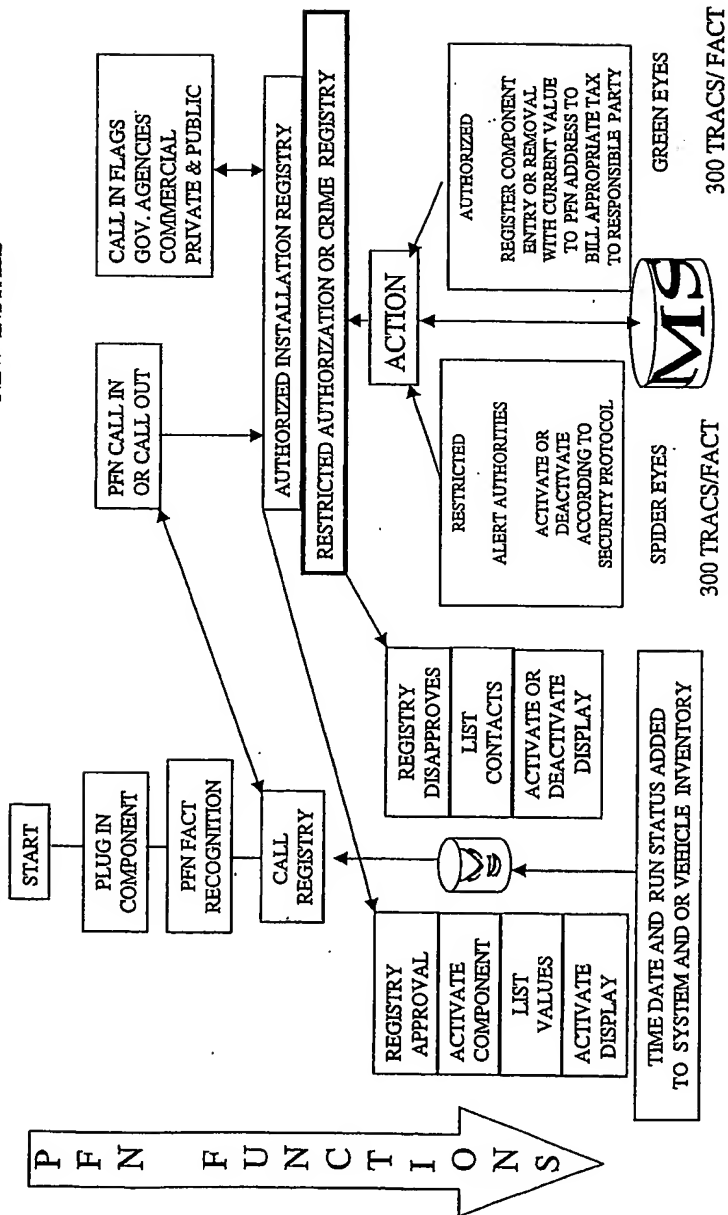 PFN FUNCTIONS
START
PLUG IN
COMPONENT
PFN FACT
RECOGNITION
CALL
REGISTRY
PFN CALL IN
OR CALL OUT
CALL IN FLAGS
GOV. AGENCIES'
COMMERCIAL
PRIVATE & PUBLIC
AUTHORIZED INSTALLATION REGISTRY
RESTRICTED AUTHORIZATION OR CRIME REGISTRY
REGISTRY
APPROVAL
ACTIVATE
COMPONENT
LIST
VALUES
ACTIVATE
DISPLAY
REGISTRY
DISAPPROVES
LIST
CONTACTS
ACTIVATE OR
DEACTIVATE
DISPLAY
ACTION
RESTRICTED
ALERT AUTHORITIES
ACTIVATE OR
DEACTIVATE
ACCORDING TO
SECURITY PROTOCOL
AUTHORIZED
REGISTER COMPONENT
ENTRY OR REMOVAL
WITH CURRENT VALUE
TO PFN ADDRESS TO
BILL APPROPRIATE TAX
TO RESPONSIBLE PARTY
TIME DATE AND RUN STATUS ADDED
TO SYSTEM AND OR VEHICLE INVENTORY
SPIDER EYES
300 TRACS/FACT
MS
GREEN EYES
300 TRACS/ FACT